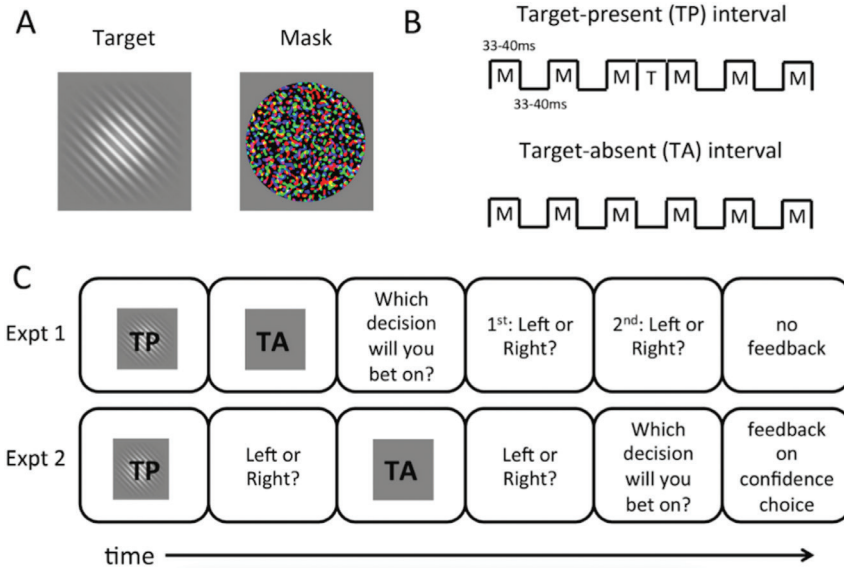 A
Target
Mask
B
Target-present (TP) interval
33-40ms
M M M T M M M
33-40ms
Target-absent (TA) interval
M M M M M M
C
Expt 1
TP
TA
Which
decision
will you
bet on?
1st: Left or
Right?
2nd: Left or
Right?
no
feedback
Expt 2
TP
Left or
Right?
TA
Left or
Right?
Which
decision
will you
bet on?
feedback
on
confidence
choice
time